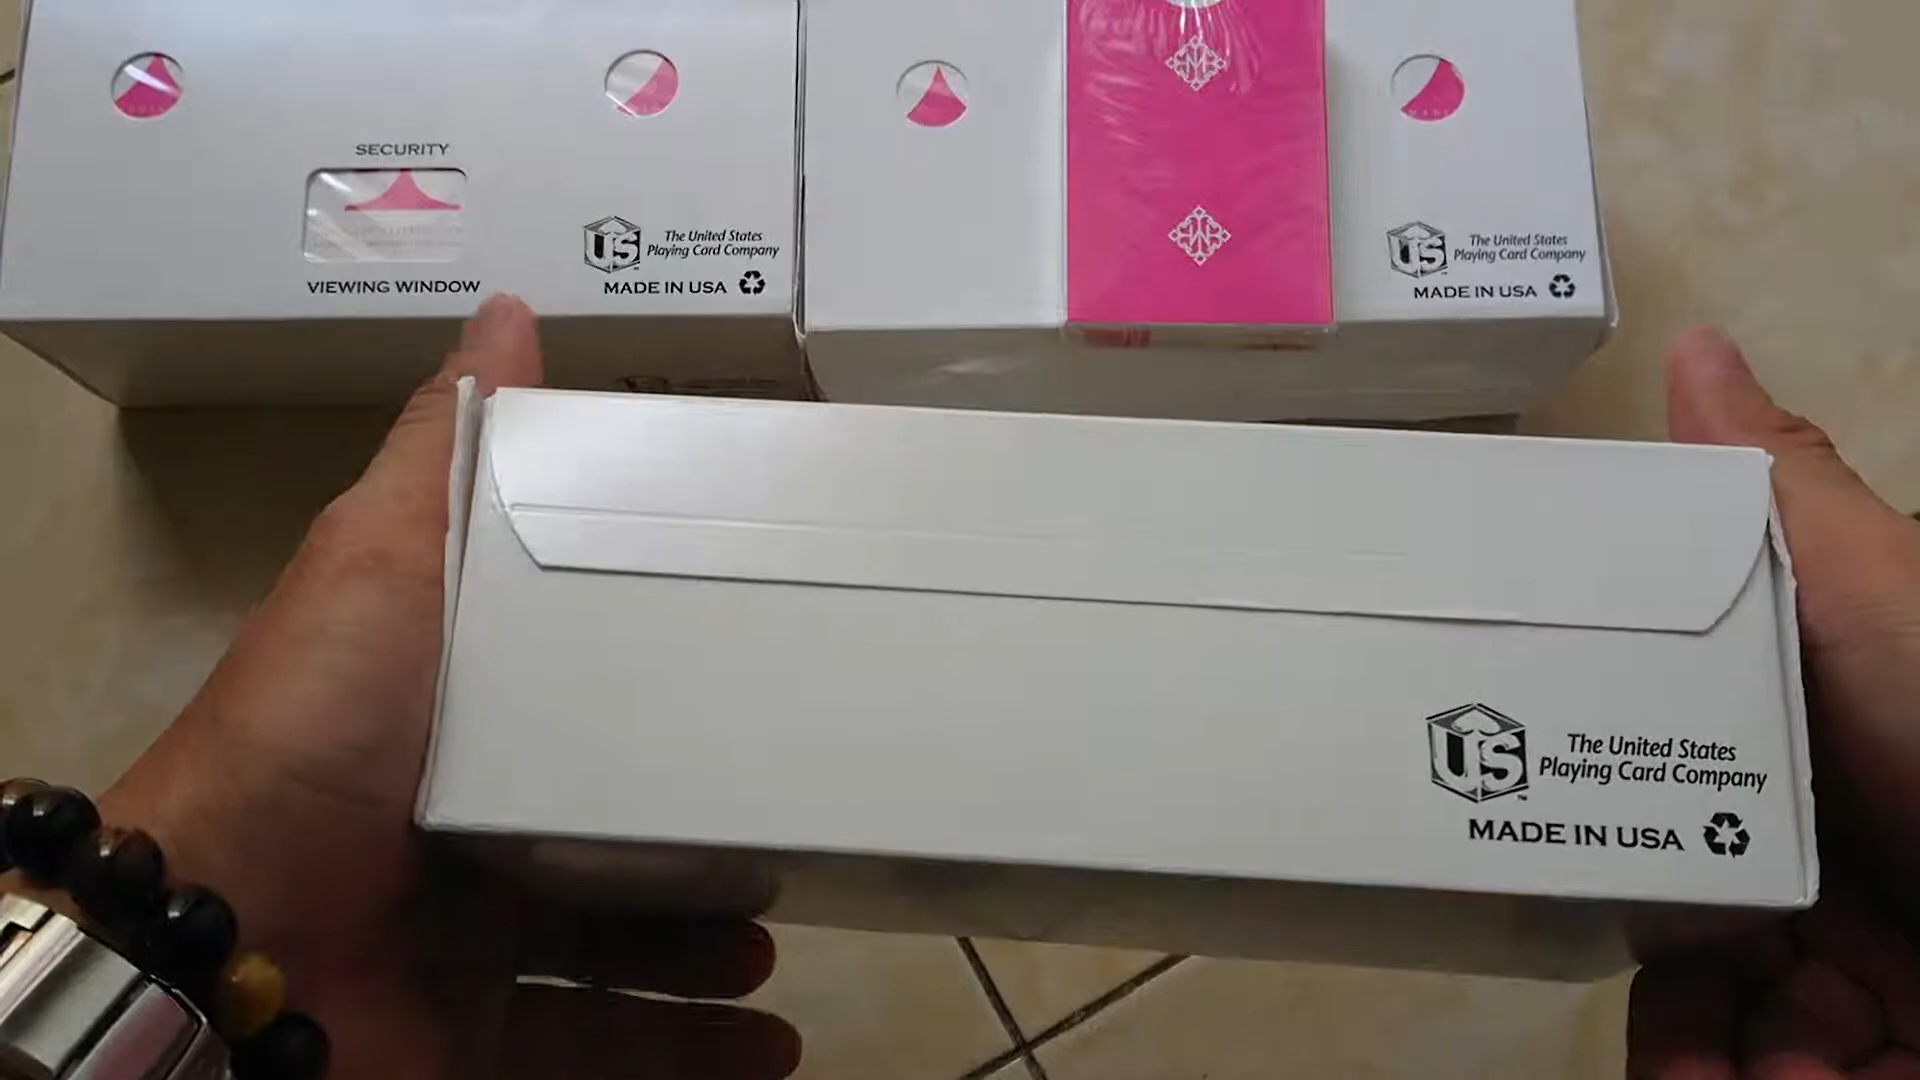 SECURITY
VIEWING WINDOW
US
The United States
Playing Card Company
MADE IN USA
M
M
US
The United States
Playing Card Company
MADE IN USA
US
The United States
Playing Card Company
MADE IN USA